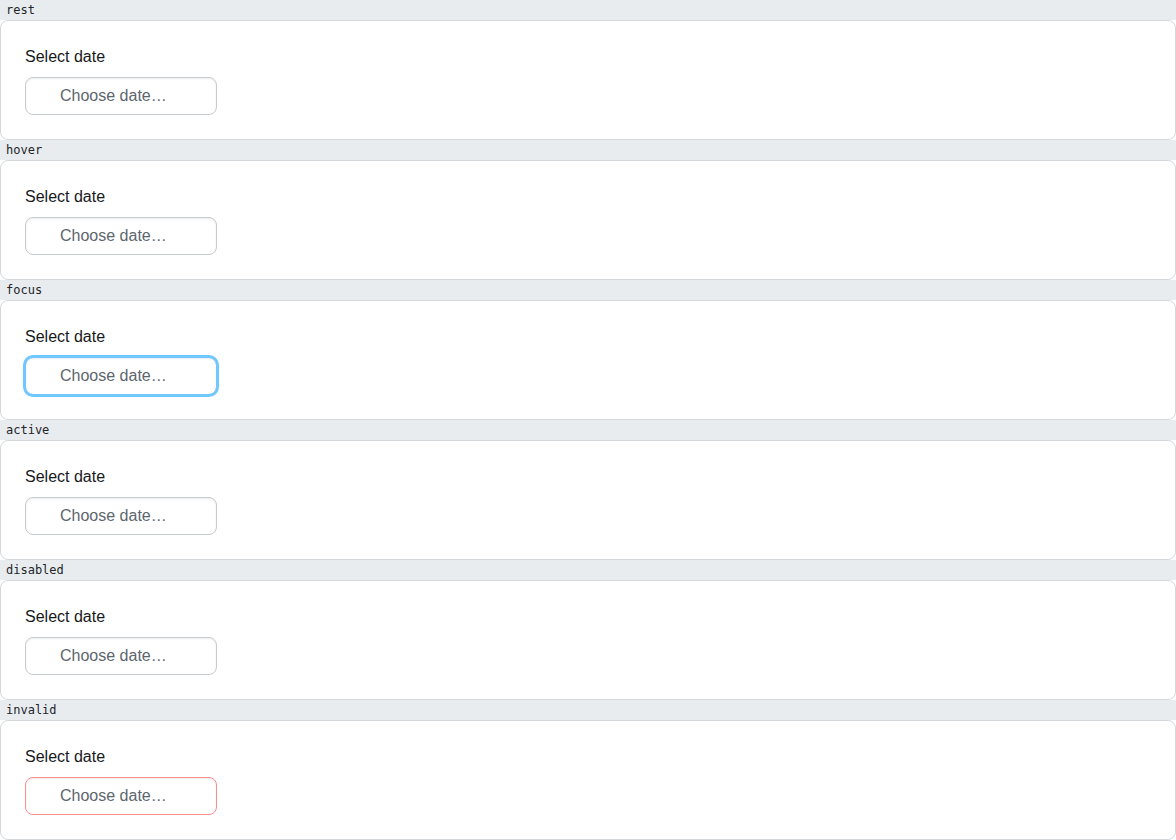 rest
Select date
Choose date…
hover
Select date
Choose date…
focus
Select date
Choose date…
active
Select date
Choose date…
disabled
Select date
Choose date…
invalid
Select date
Choose date…